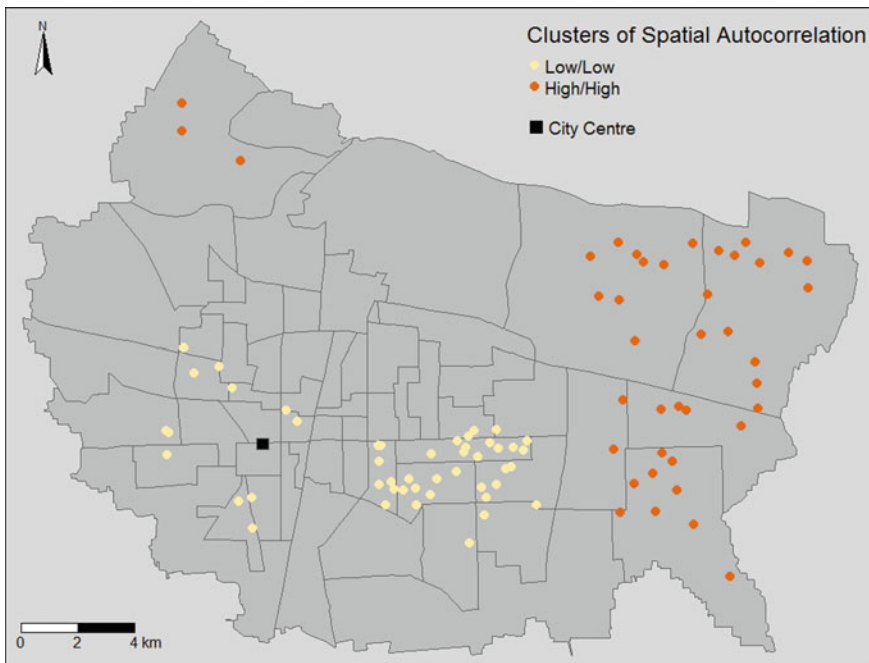 N
Clusters of Spatial Autocorrelation
Low/Low
High/High
City Centre
0 2 4 km